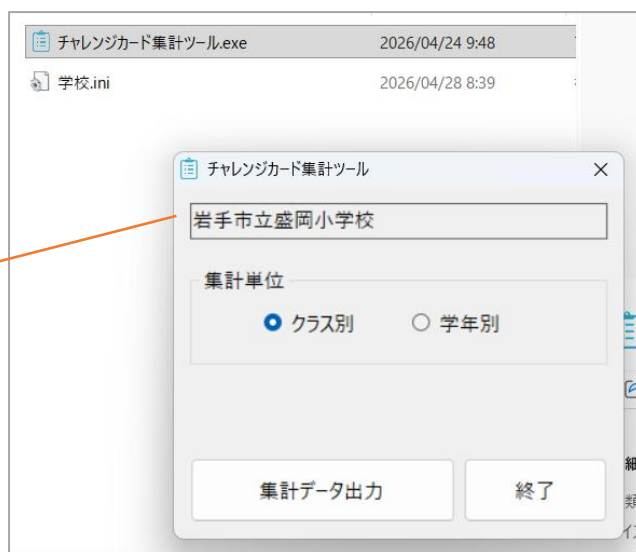 チャレンジカード集計ツール.exe 2026/04/24 9:48
学校.ini 2026/04/28 8:39
チャレンジカード集計ツール
岩手市立盛岡小学校
集計単位
クラス別 学年別
集計データ出力 終了